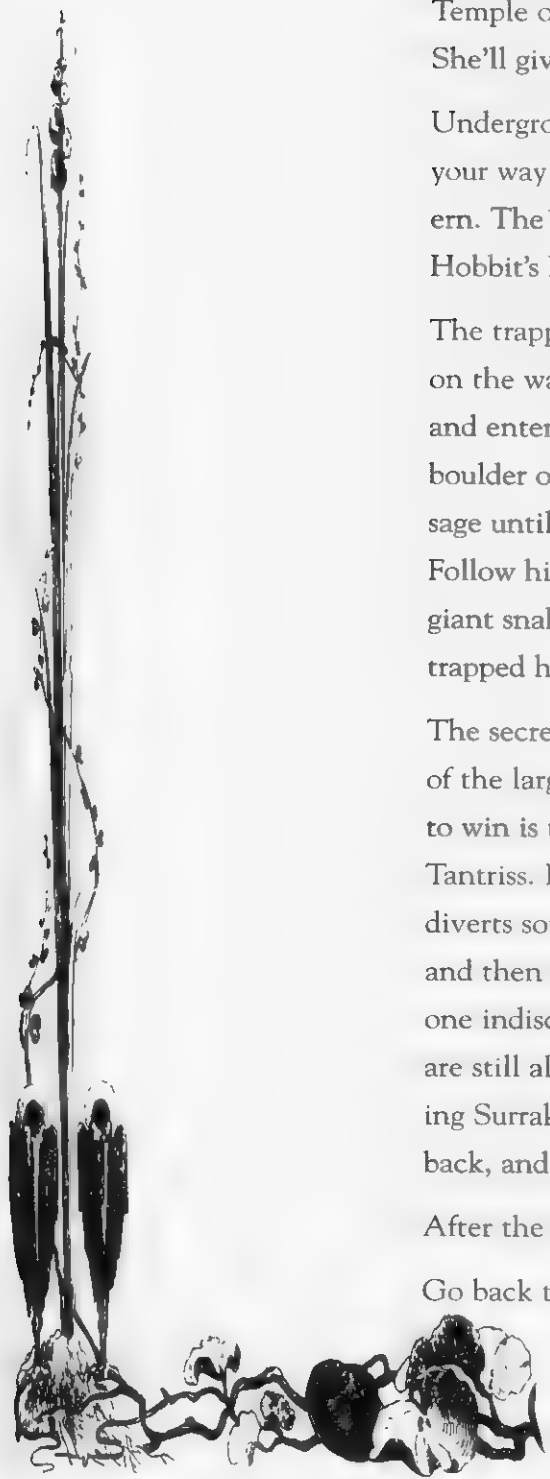 Temple o
She'll giv
Undergro
your way
ern. The
Hobbit's
The trapp
on the wa
and enter
boulder o
sage until
Follow hi
giant snal
trapped h
The secre
of the larg
to win is t
Tantriss. I
diverts sou
and then
one indisc
are still al
ing Surrak
back, and
After the
Go back t